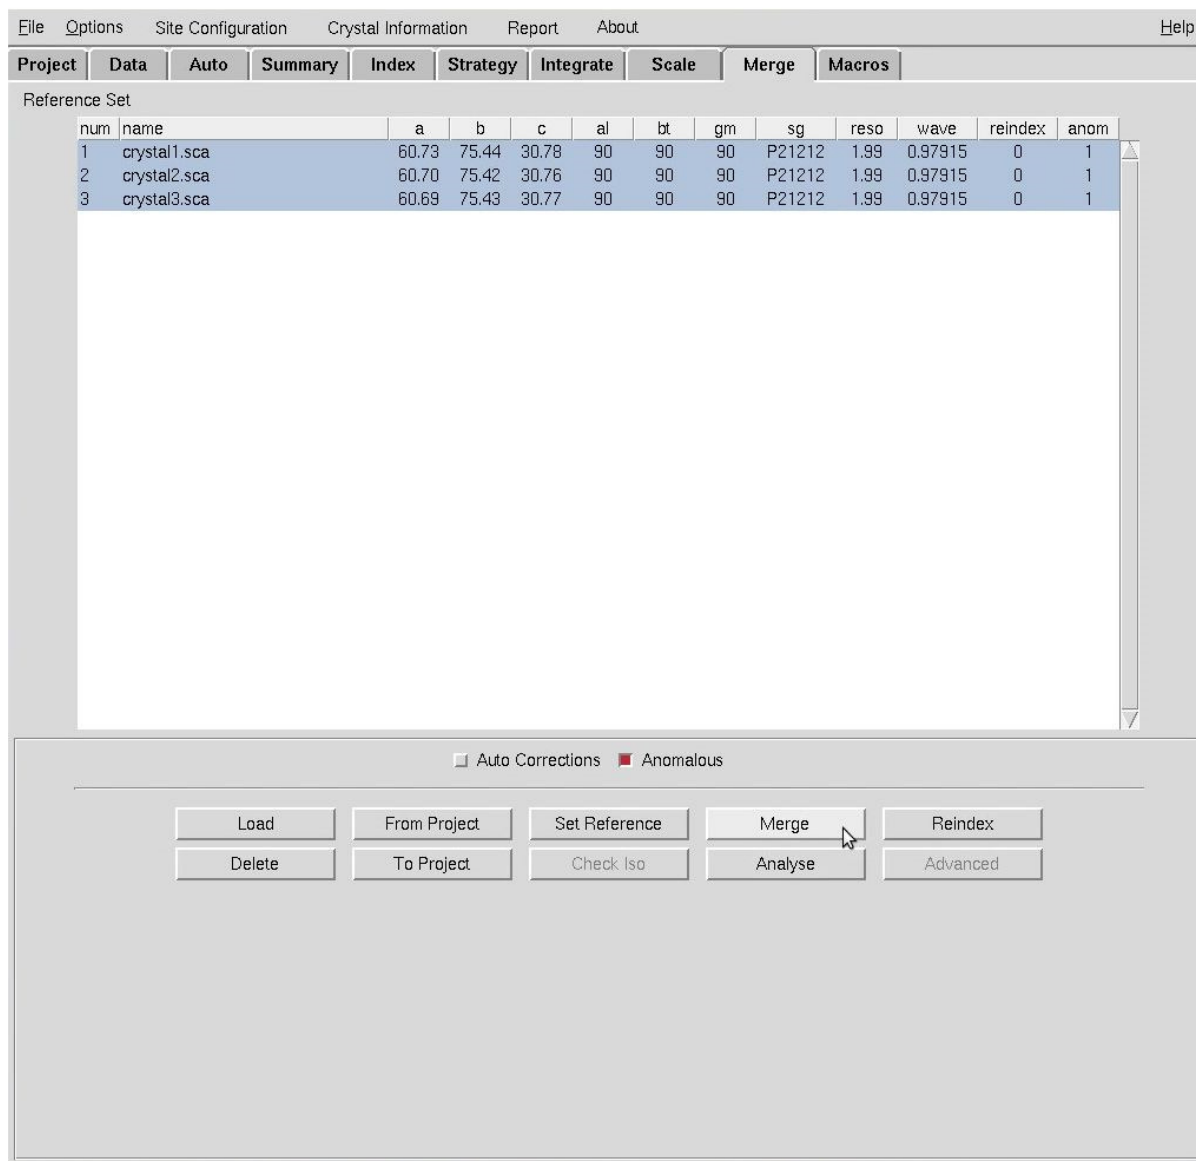 File Options Site Configuration Crystal Information Report About Help
Project Data Auto Summary Index Strategy Integrate Scale Merge Macros
Reference Set
num name a b c al bt gm sg reso wave reindex anom
1 crystal1.sca 60.73 75.44 30.78 90 90 90 P21212 1.99 0.97915 0 1
2 crystal2.sca 60.70 75.42 30.76 90 90 90 P21212 1.99 0.97915 0 1
3 crystal3.sca 60.69 75.43 30.77 90 90 90 P21212 1.99 0.97915 0 1
Auto Corrections Anomalous
Load From Project Set Reference Merge Reindex
Delete To Project Check Iso Analyse Advanced